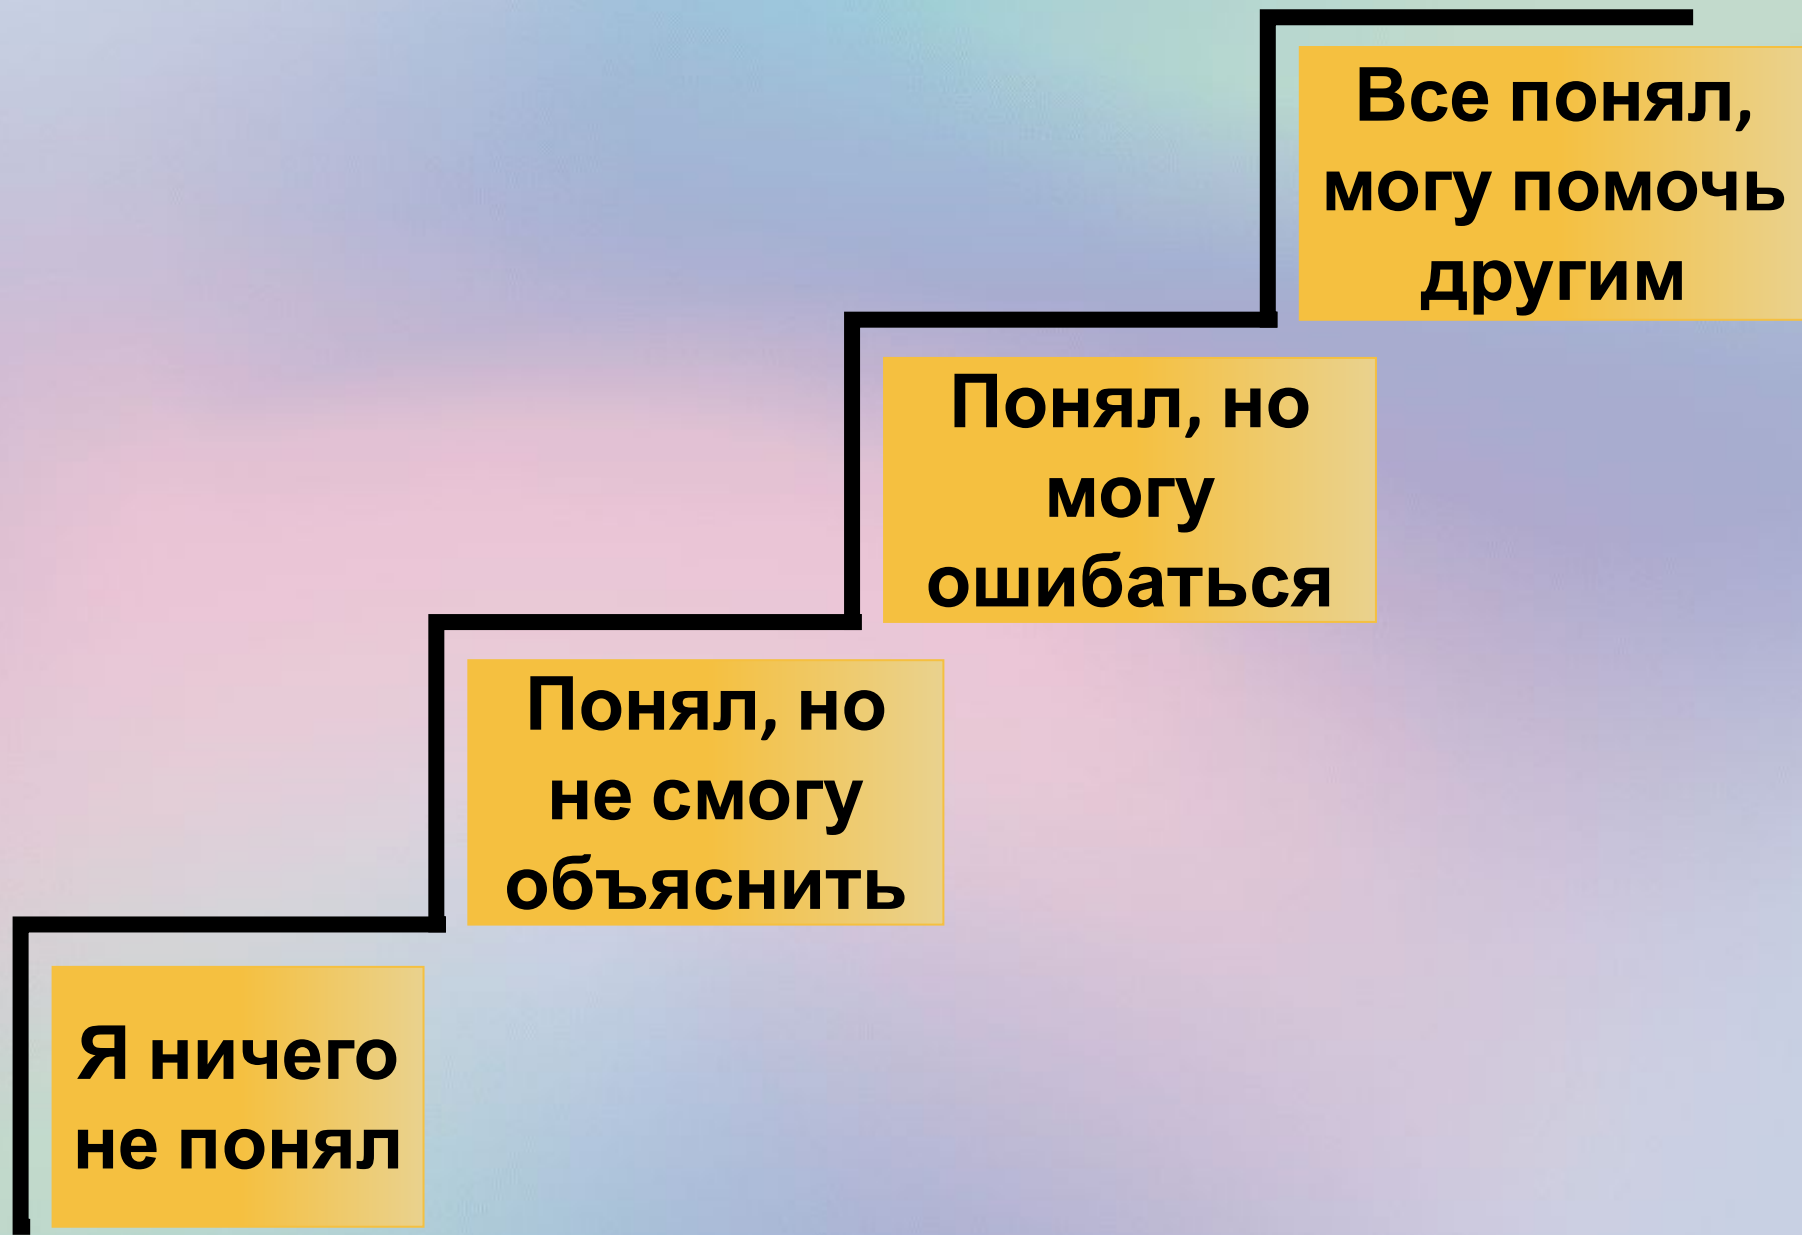 Все понял,
могу помочь
другим
Понял, но
могу
ошибаться
Понял, но
не смогу
объяснить
Я ничего
не понял